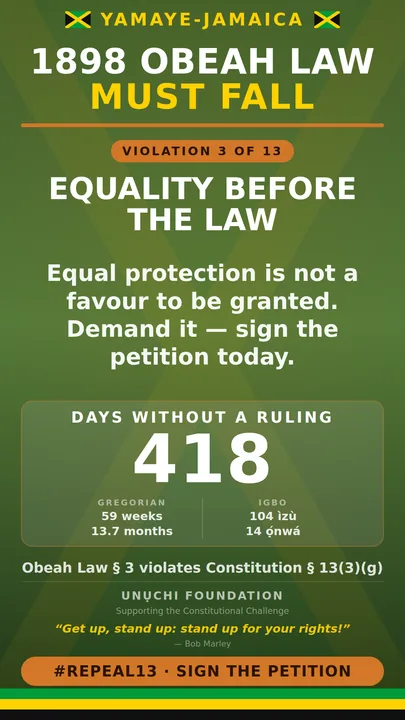 YAMAYE-JAMAICA
1898 OBEAH LAW
MUST FALL
VIOLATION 3 OF 13
EQUALITY BEFORE
THE LAW
Equal protection is not a
favour to be granted.
Demand it — sign the
petition today.
DAYS WITHOUT A RULING
418
GREGORIAN
59 weeks
13.7 months
IGBO
104 ìzù
14 ọ́nwá
Obeah Law § 3 violates Constitution § 13(3)(g)
UNỤCHI FOUNDATION
Supporting the Constitutional Challenge
“Get up, stand up: stand up for your rights!”
— Bob Marley
#REPEAL13 · SIGN THE PETITION